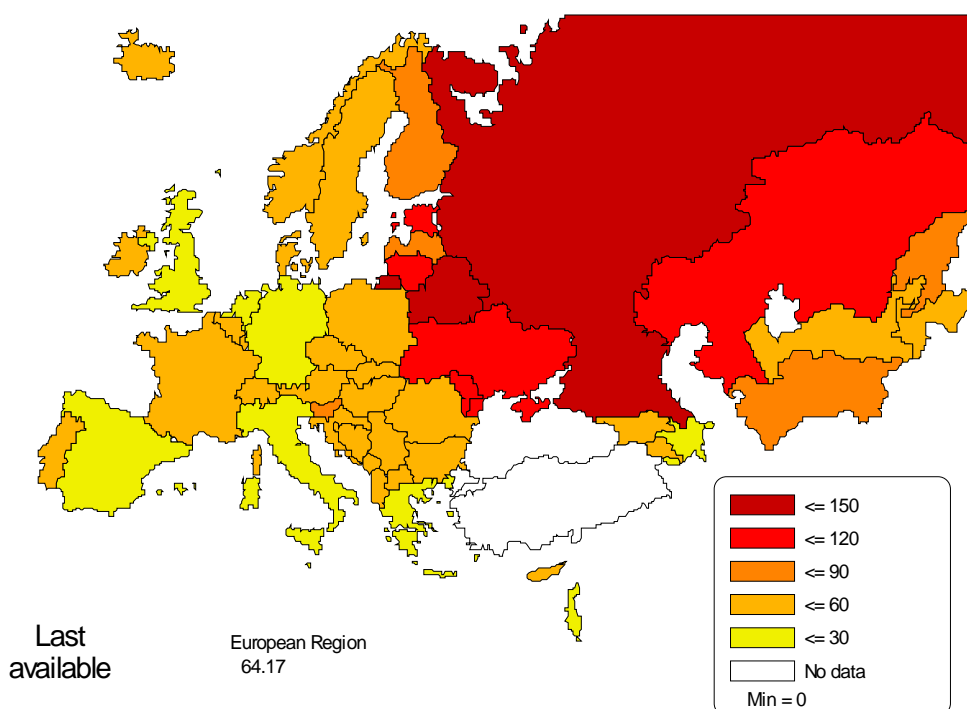 <= 150
<= 120
<= 90
<= 60
<= 30
No data
Min = 0
Last
available
European Region
64.17